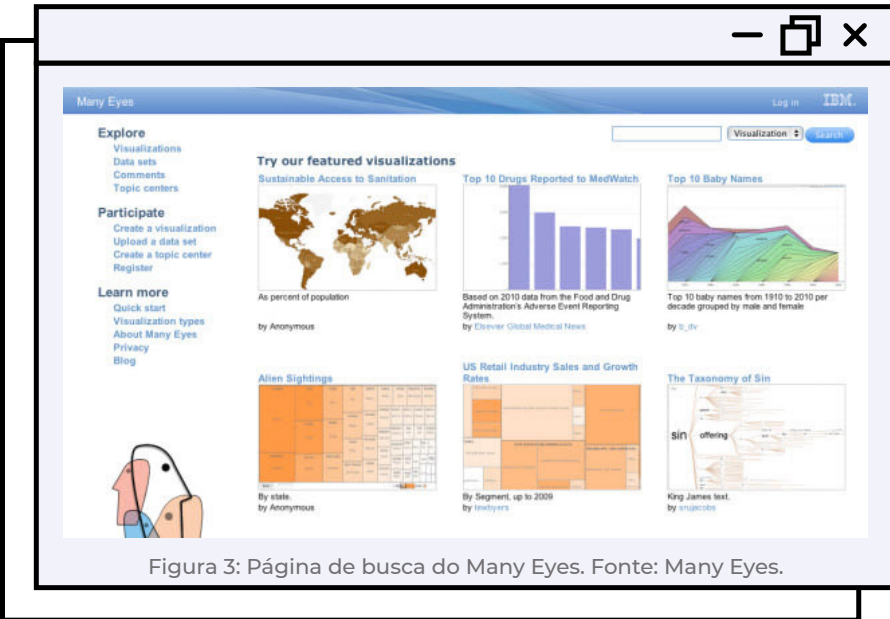 Many Eyes
Log in
IBM.
Visualization
Search
Explore
Visualizations
Data sets
Comments
Topic centers
Participate
Create a visualization
Upload a data set
Create a topic center
Register
Learn more
Quick start
Visualization types
About Many Eyes
Privacy
Blog
Try our featured visualizations
Sustainable Access to Sanitation
As percent of population
by Anonymous
Top 10 Drugs Reported to MedWatch
Based on 2010 data from the Food and Drug
Administration's Adverse Event Reporting
System.
by Elsevier Global Medical News
Top 10 Baby Names
Top 10 baby names from 1910 to 2010 per
decade grouped by male and female
by b_dv
Alien Sightings
By state.
by Anonymous
US Retail Industry Sales and Growth
Rates
By Segment, up to 2009
by
The Taxonomy of Sin
sin
offering
King James text.
by
Figura 3: Página de busca do Many Eyes. Fonte: Many Eyes.